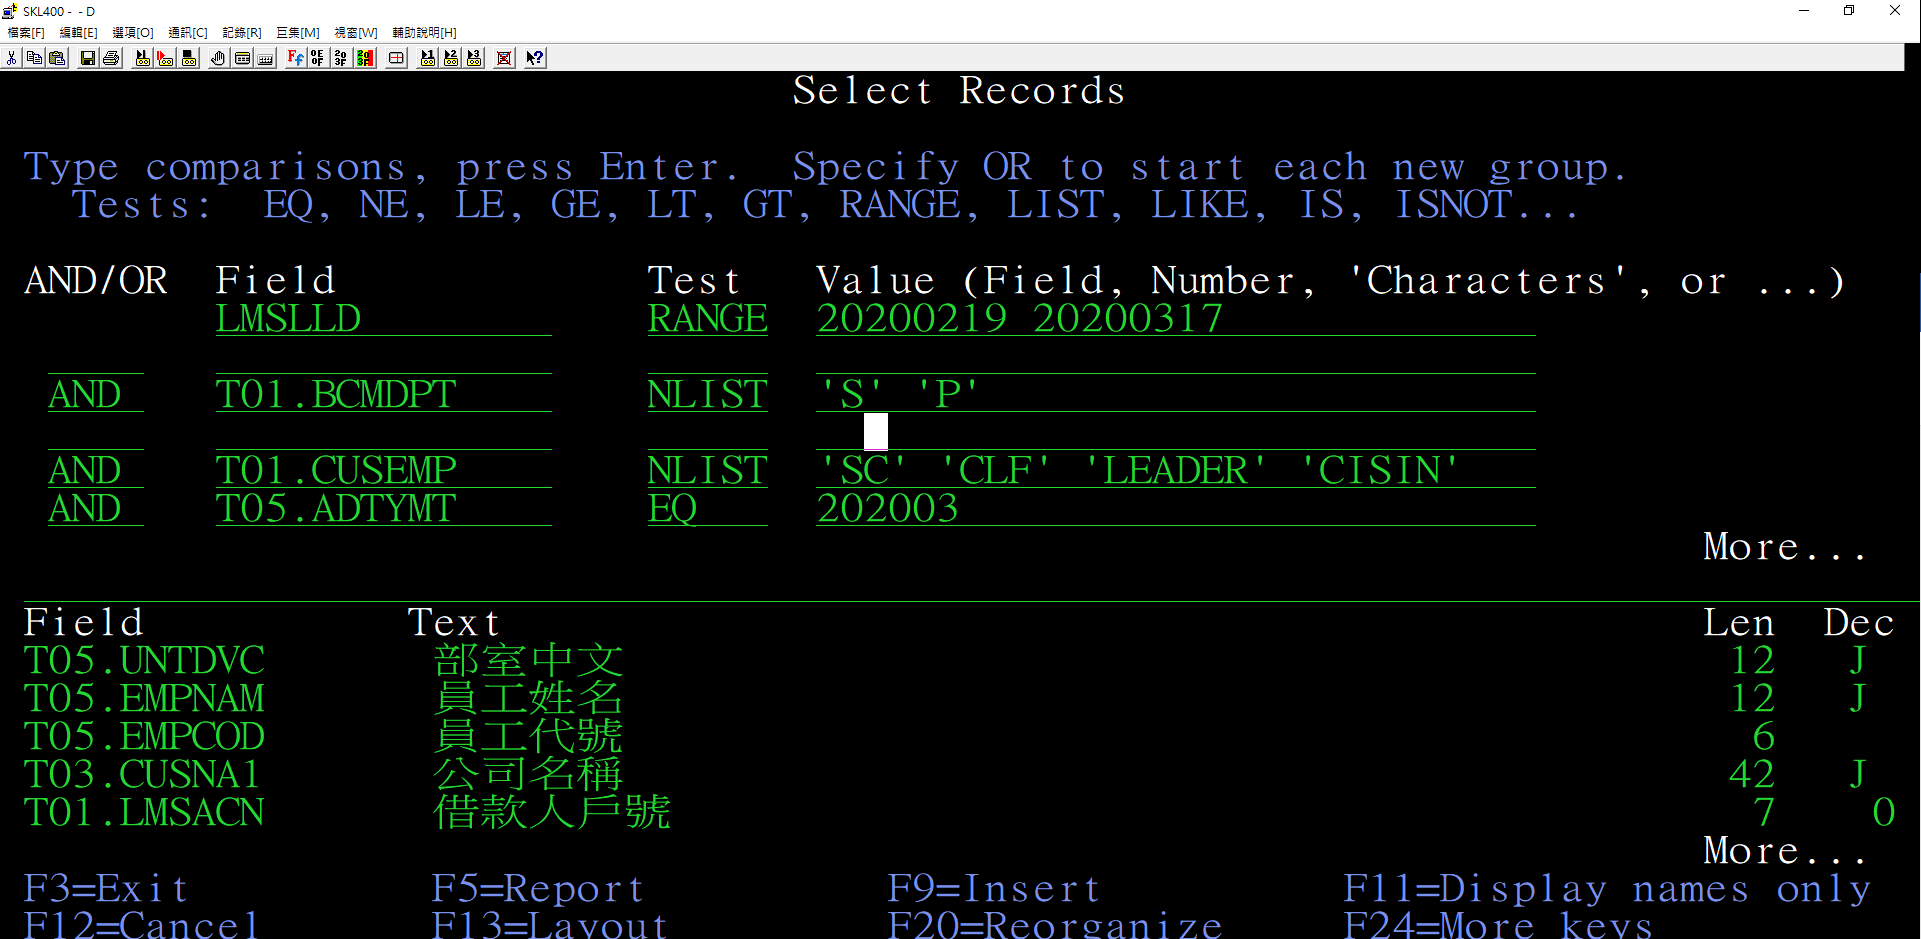 SKL400 - - D
檔案[F] 編輯[E] 選項[O] 通訊[C] 記錄[R] 巨集[M] 視窗[W] 輔助說明[H]
Select Records
Type comparisons, press Enter. Specify OR to start each new group.
Tests: EQ, NE, LE, GE, LT, GT, RANGE, LIST, LIKE, IS, ISNOT...
AND/OR Field Test Value (Field, Number, 'Characters', or ...)
LMSLLD RANGE 20200219 20200317
AND T01.BCMDPT NLIST 'S' 'P'
AND T01.CUSEMP NLIST 'SC' 'CLF' 'LEADER' 'CISIN'
AND T05.ADTYMT EQ 202003
More...
Field Text Len Dec
T05.UNTDVC 部室中文 12 J
T05.EMPNAM 員工姓名 12 J
T05.EMPCOD 員工代號 6
T03.CUSNA1 公司名稱 42 J
T01.LMSACN 借款人戶號 7 0
More...
F3=Exit F5=Report F9=Insert F11=Display names only
F12=Cancel F13=Layout F20=Reorganize F24=More keys